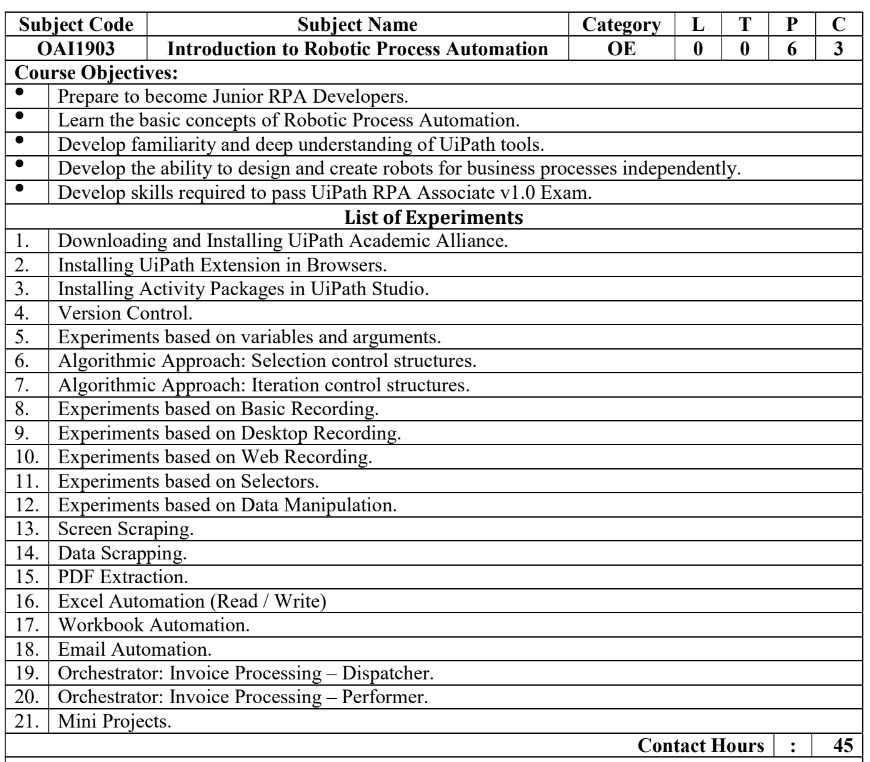 Subject Code Subject Name Category L T P C
OAI1903 Introduction to Robotic Process Automation OE 0 0 6 3
Course Objectives:
• Prepare to become Junior RPA Developers.
• Learn the basic concepts of Robotic Process Automation.
• Develop familiarity and deep understanding of UiPath tools.
• Develop the ability to design and create robots for business processes independently.
• Develop skills required to pass UiPath RPA Associate v1.0 Exam.
List of Experiments
1. Downloading and Installing UiPath Academic Alliance.
2. Installing UiPath Extension in Browsers.
3. Installing Activity Packages in UiPath Studio.
4. Version Control.
5. Experiments based on variables and arguments.
6. Algorithmic Approach: Selection control structures.
7. Algorithmic Approach: Iteration control structures.
8. Experiments based on Basic Recording.
9. Experiments based on Desktop Recording.
10. Experiments based on Web Recording.
11. Experiments based on Selectors.
12. Experiments based on Data Manipulation.
13. Screen Scraping.
14. Data Scrapping.
15. PDF Extraction.
16. Excel Automation (Read / Write)
17. Workbook Automation.
18. Email Automation.
19. Orchestrator: Invoice Processing – Dispatcher.
20. Orchestrator: Invoice Processing – Performer.
21. Mini Projects.
Contact Hours : 45